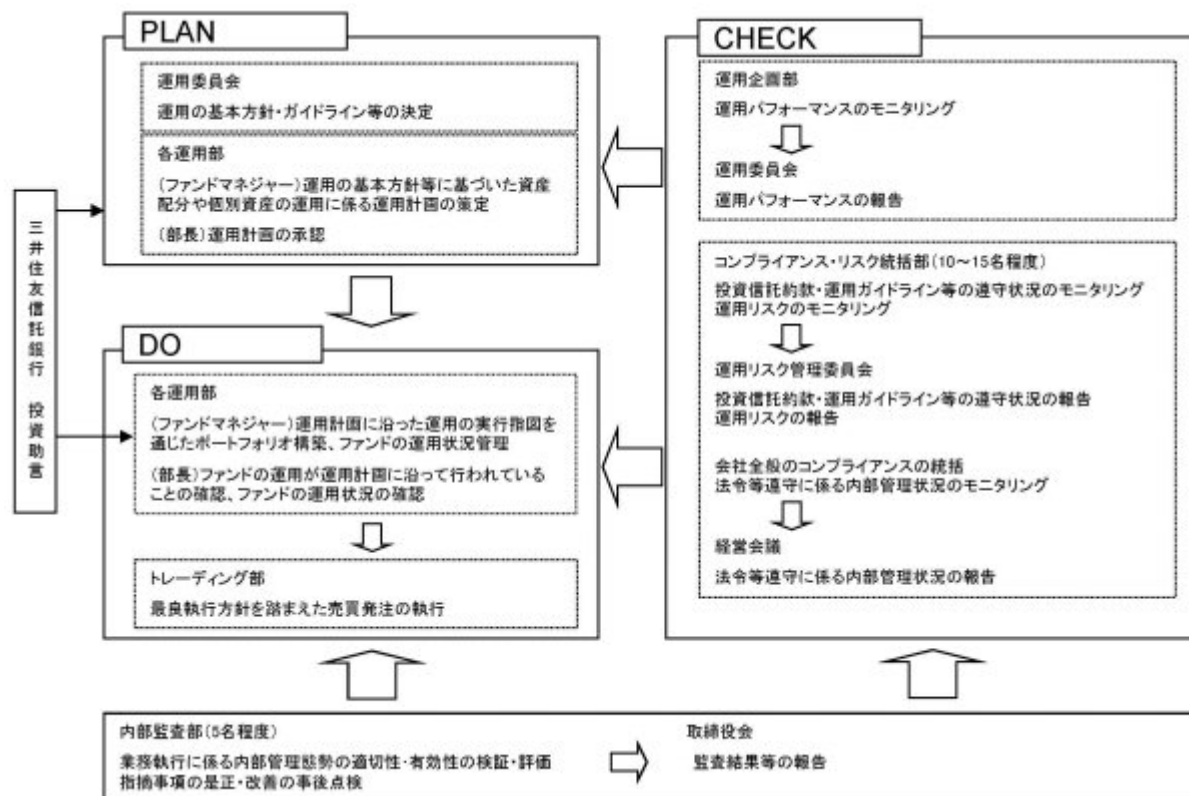 PLAN
運用委員会
運用の基本方針・ガイドライン等の決定
各運用部
(ファンドマネジャー)運用の基本方針等に基づいた資産
配分や個別資産の運用に係る運用計画の策定
(部長)運用計画の承認
三井住友信託銀行 投資助言
DO
各運用部
(ファンドマネジャー)運用計画に沿った運用の実行指図を
通じたポートフォリオ構築、ファンドの運用状況管理
(部長)ファンドの運用が運用計画に沿って行われている
ことの確認、ファンドの運用状況の確認
トレーディング部
最良執行方針を踏まえた売買発注の執行
CHECK
運用企画部
運用パフォーマンスのモニタリング
運用委員会
運用パフォーマンスの報告
コンプライアンス・リスク統括部(10～15名程度)
投資信託約款・運用ガイドライン等の遵守状況のモニタリング
運用リスクのモニタリング
運用リスク管理委員会
投資信託約款・運用ガイドライン等の遵守状況の報告
運用リスクの報告
会社全般のコンプライアンスの統括
法令等遵守に係る内部管理状況のモニタリング
経営会議
法令等遵守に係る内部管理状況の報告
内部監査部(5名程度)
業務執行に係る内部管理態勢の適切性・有効性の検証・評価
指摘事項の是正・改善の事後点検
取締役会
監査結果等の報告